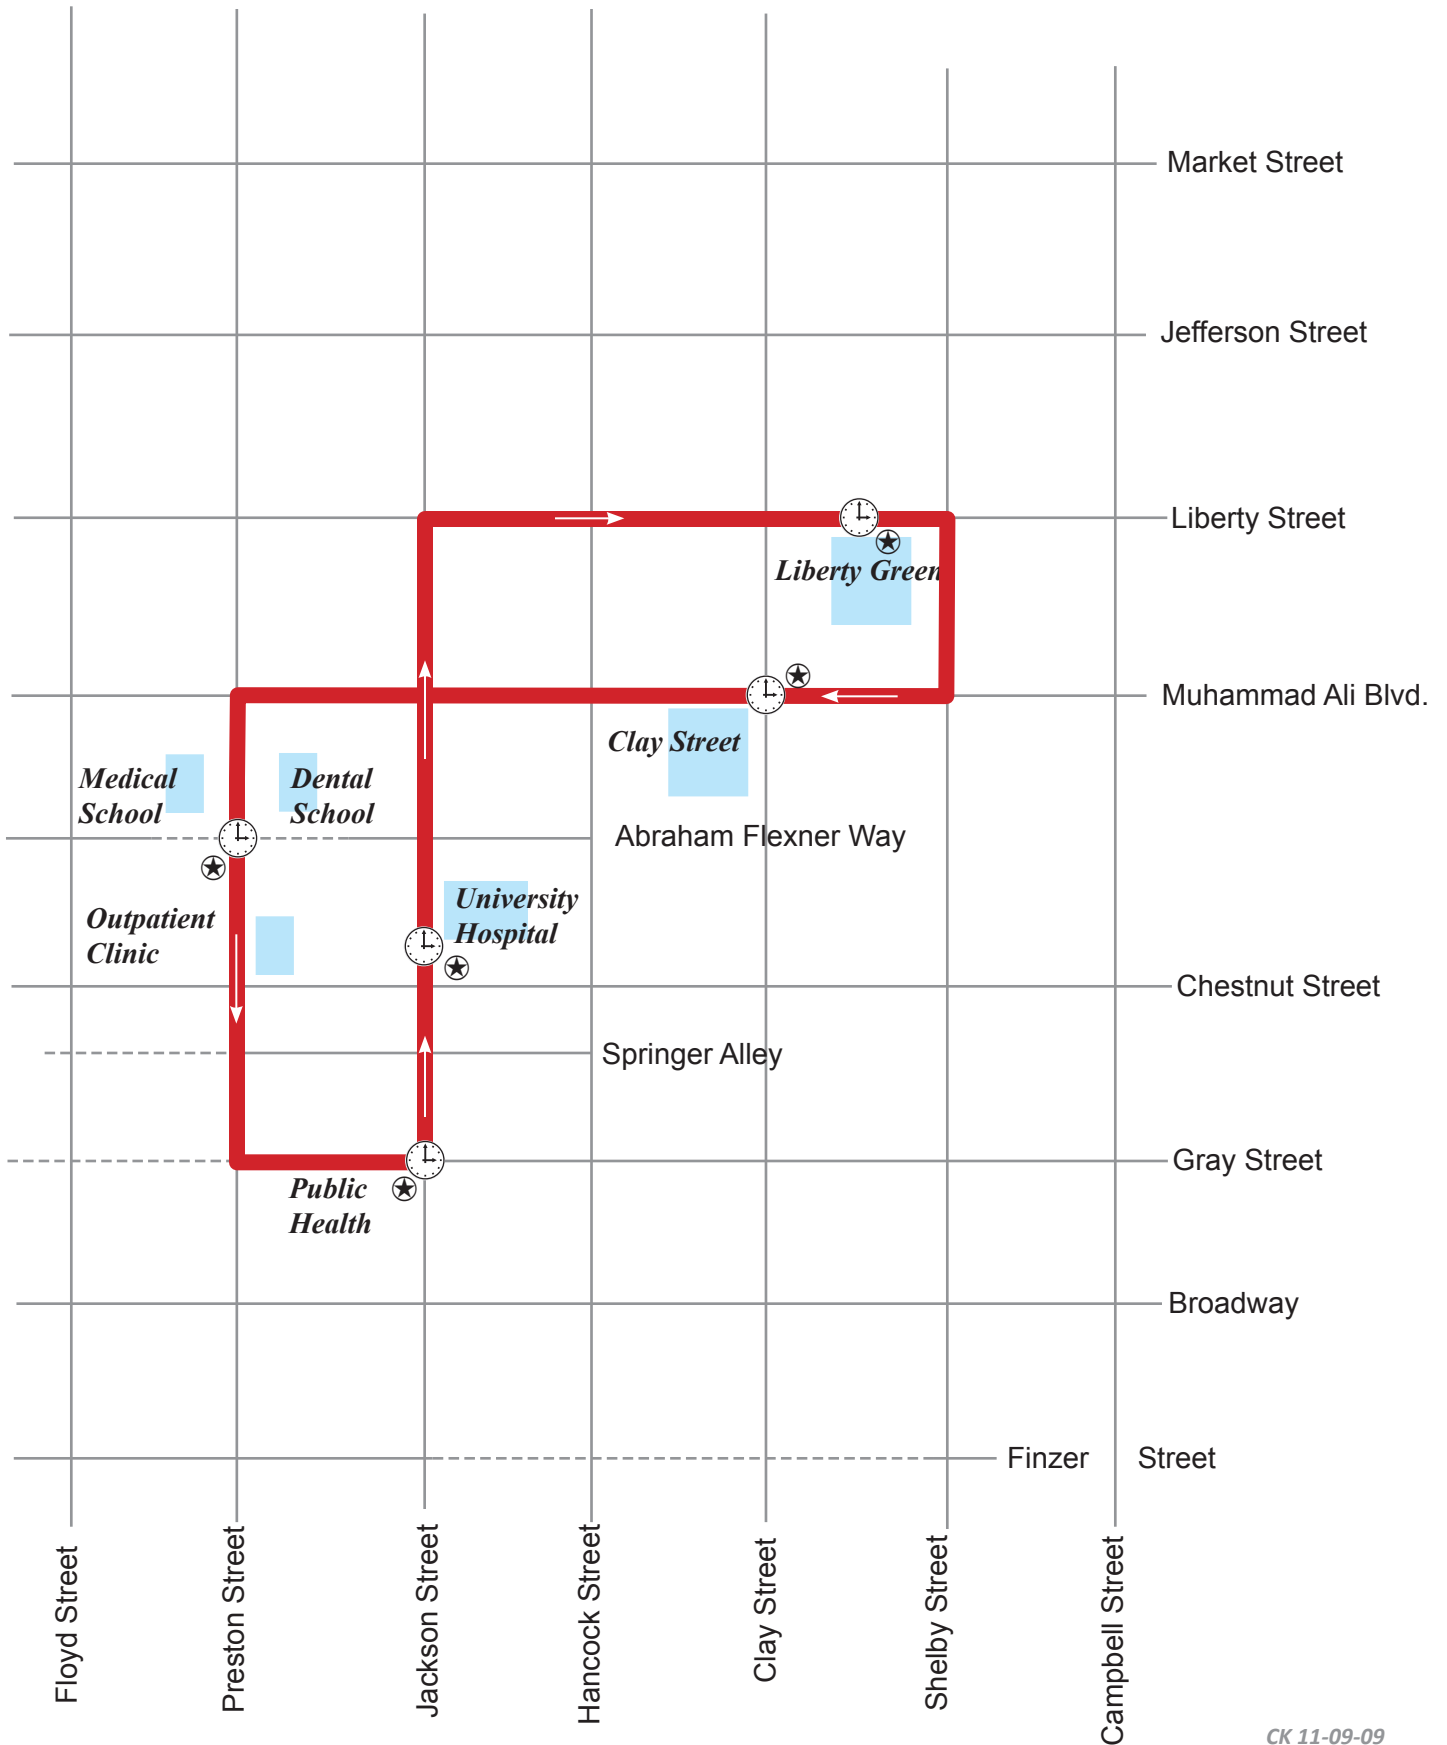 Market Street
Jefferson Street
Liberty Street
Liberty Green
Muhammad Ali Blvd.
Clay Street
Medical
School
Dental
School
Abraham Flexner Way
University
Hospital
Outpatient
Clinic
Chestnut Street
Springer Alley
Gray Street
Public
Health
Broadway
Finzer Street
Floyd Street
Preston Street
Jackson Street
Hancock Street
Clay Street
Shelby Street
Campbell Street
CK 11-09-09